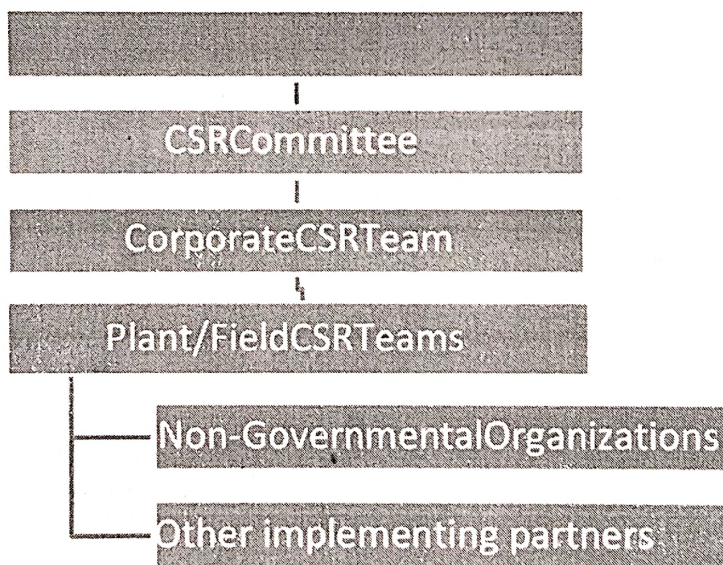 CSRCommittee
CorporateCSRTeam
Plant/FieldCSRTeams
Non-GovernmentalOrganizations
Other implementing partners